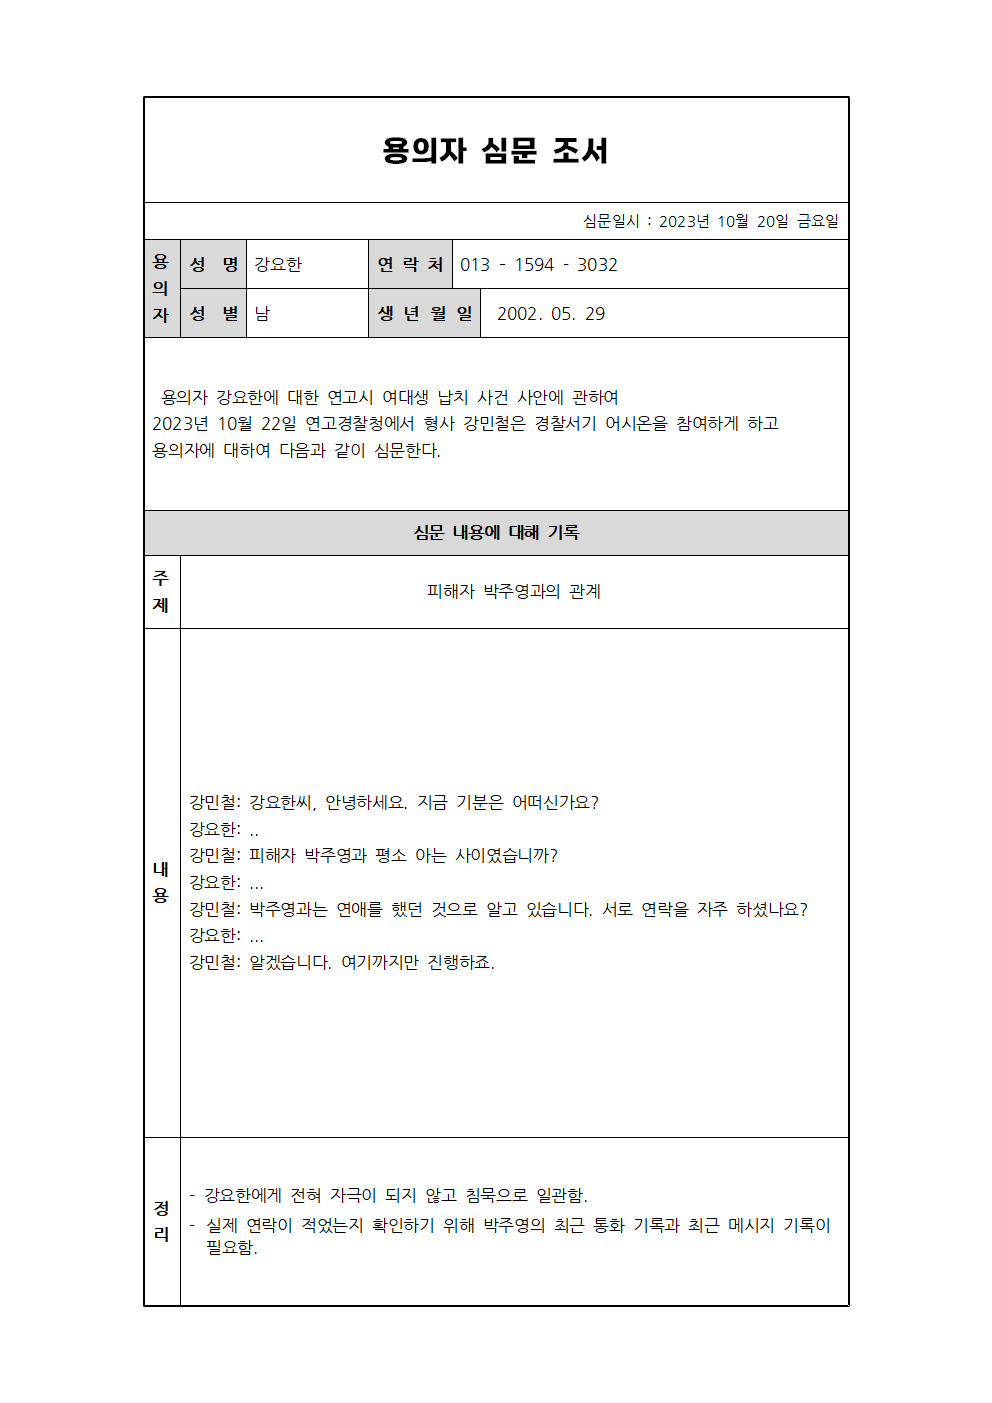 용의자 심문 조서
심문일시 : 2023년 10월 20일 금요일
용의자
성 명 강요한 연 락 처 013 - 1594 - 3032
성 별 남 생 년 월 일 2002. 05. 29
용의자 강요한에 대한 연고시 여대생 납치 사건 사안에 관하여
2023년 10월 22일 연고경찰청에서 형사 강민철은 경찰서기 어시온을 참여하게 하고
용의자에 대하여 다음과 같이 심문한다.
심문 내용에 대해 기록
주제
피해자 박주영과의 관계
내용
강민철: 강요한씨, 안녕하세요. 지금 기분은 어떠신가요?
강요한: ..
강민철: 피해자 박주영과 평소 아는 사이였습니까?
강요한: ...
강민철: 박주영과는 연애를 했던 것으로 알고 있습니다. 서로 연락을 자주 하셨나요?
강요한: ...
강민철: 알겠습니다. 여기까지만 진행하죠.
정리
- 강요한에게 전혀 자극이 되지 않고 침묵으로 일관함.
- 실제 연락이 적었는지 확인하기 위해 박주영의 최근 통화 기록과 최근 메시지 기록이
필요함.